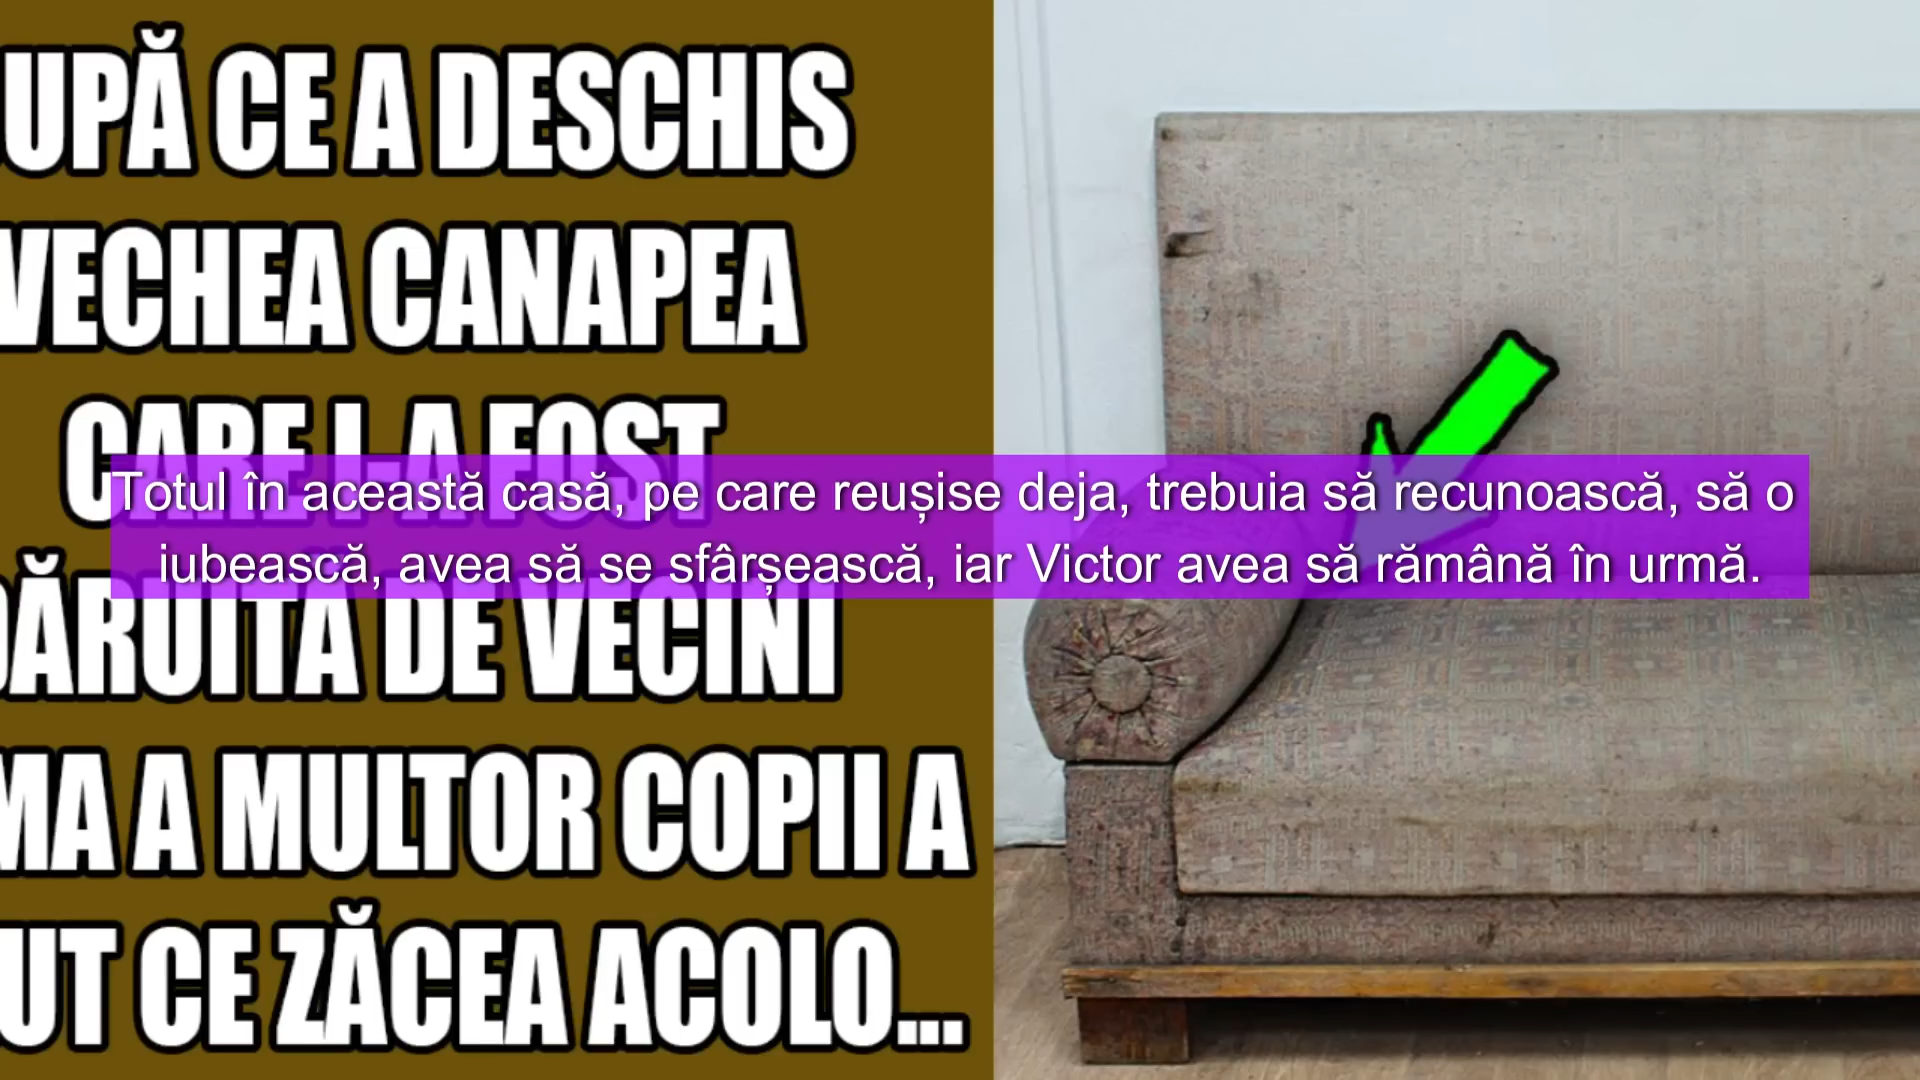 UPĂ CE A DESCHIS
VECHEA CANAPEA
CARE I-A FOST
Totul în această casă, pe care reușise deja, trebuia să recunoască, să o
iubească, avea să se sfârșească, iar Victor avea să rămână în urmă.
DĂRUITĂ DE VECINI
MA A MULTOR COPII A
UT CE ZĂCEA ACOLO...